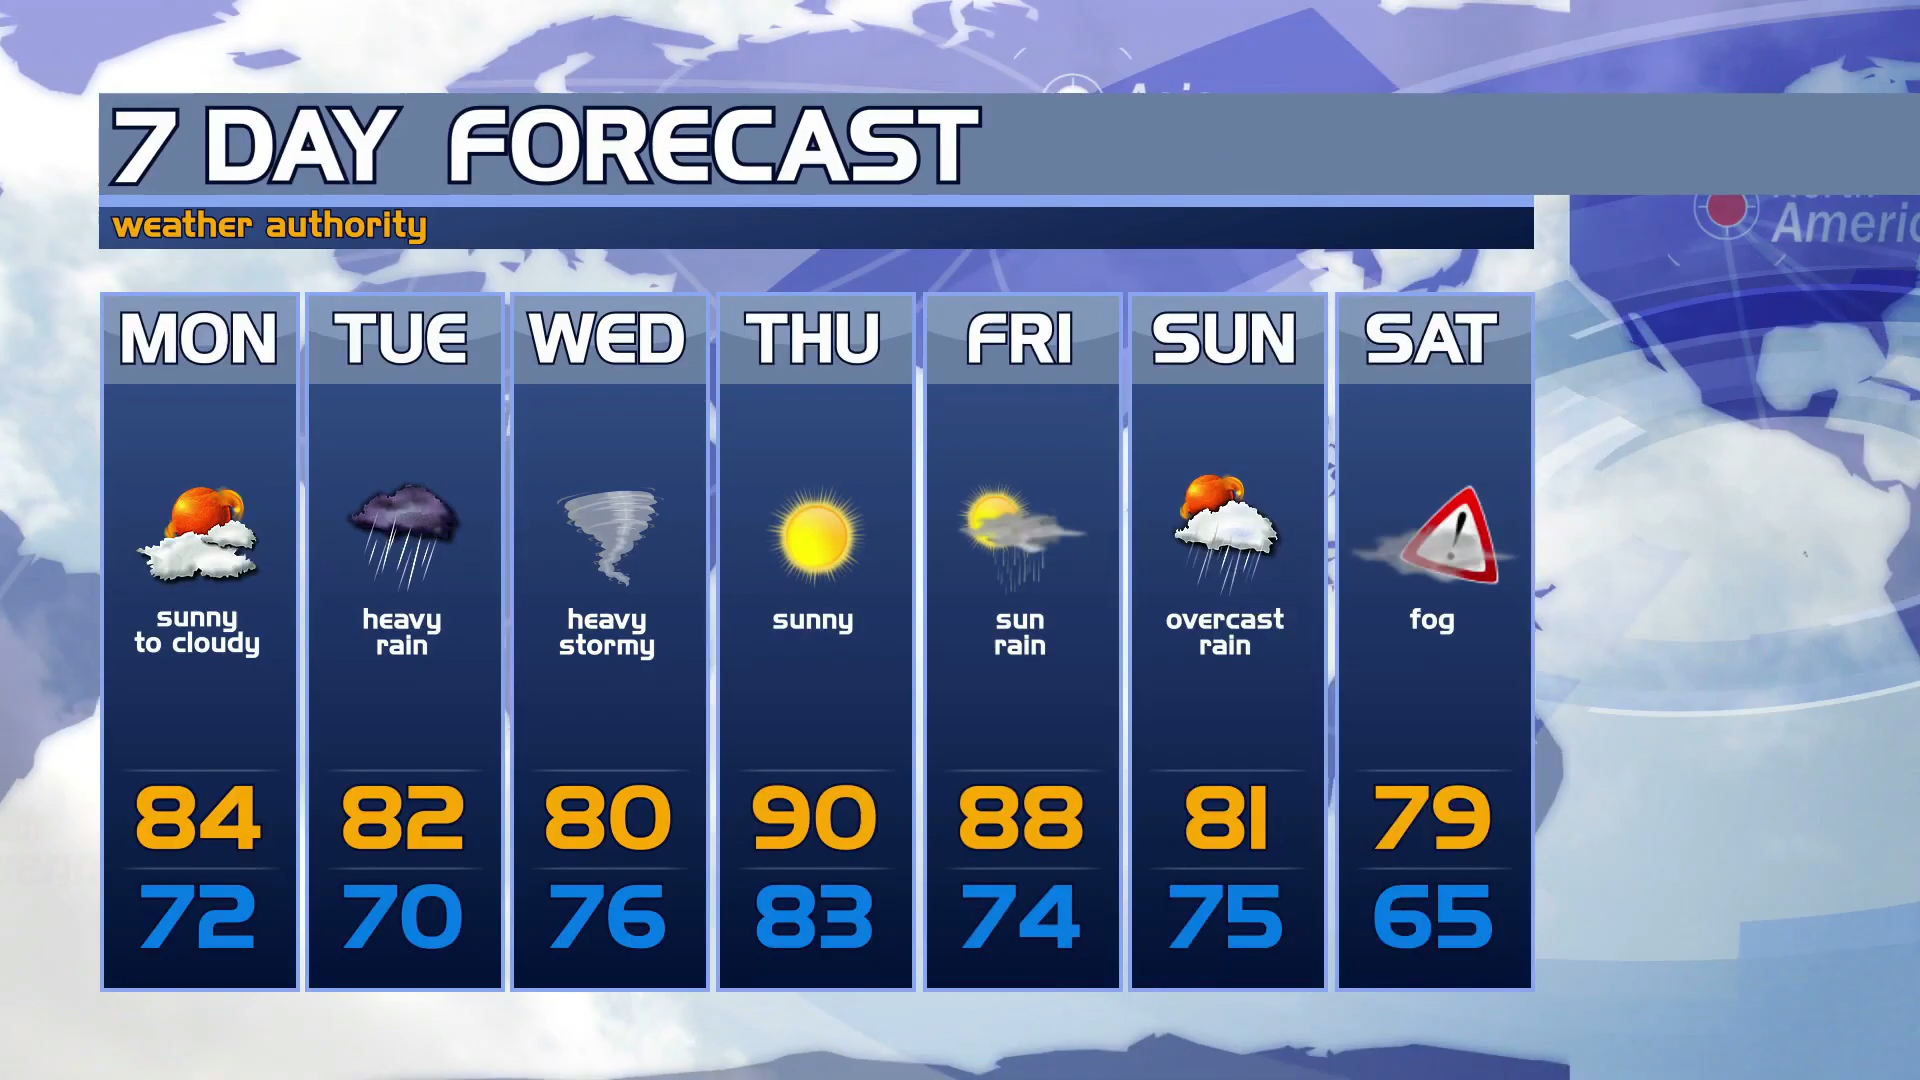 7 DAY FORECAST
weather authority
America
MON TUE WED THU FRI SUN SAT
sunny to cloudy
heavy rain
heavy stormy
sunny
sun rain
overcast rain
fog
84 82 80 90 88 81 79
72 70 76 83 74 75 65